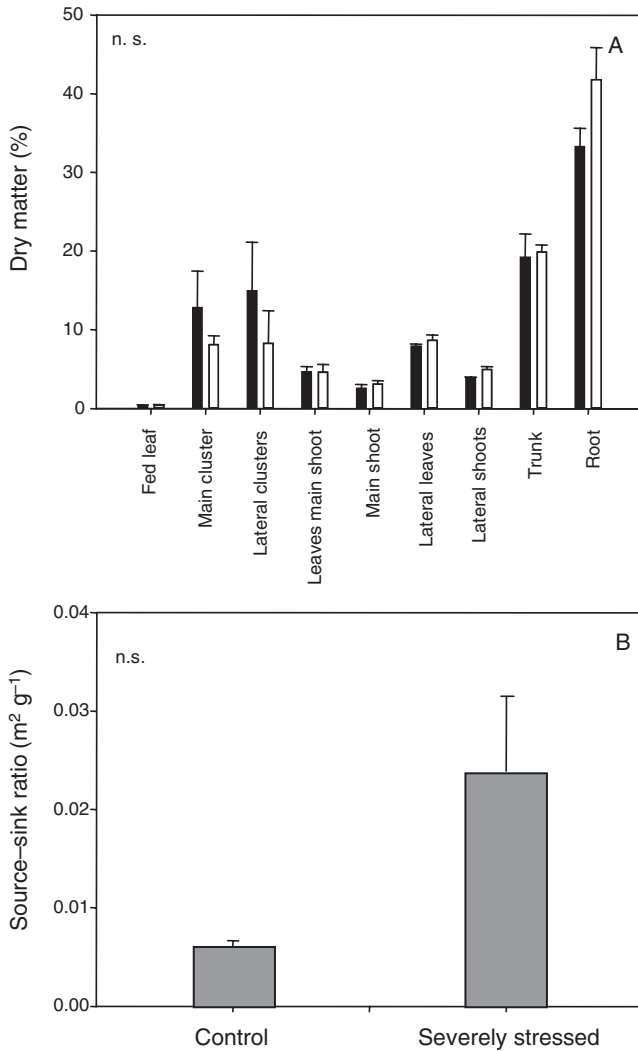 50
n. s.
A
40
30
20
10
0
Dry matter (%)
Fed leaf
Main cluster
Lateral clusters
Leaves main shoot
Main shoot
Lateral leaves
Lateral shoots
Trunk
Root
0.04
B
n.s.
0.03
0.02
0.01
0.00
Source–sink ratio (m² g⁻¹)
Control
Severely stressed